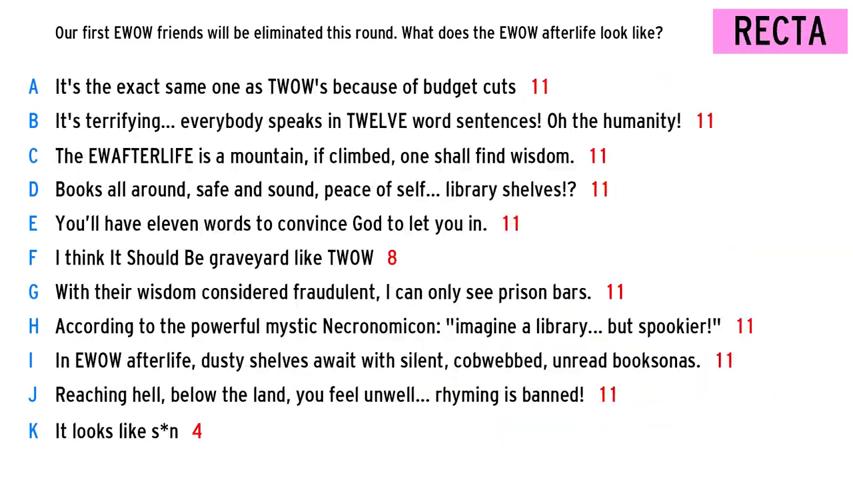 Our first EWOW friends will be eliminated this round. What does the EWOW afterlife look like?
RECTA
A It's the exact same one as TWOW's because of budget cuts 11
B It's terrifying... everybody speaks in TWELVE word sentences! Oh the humanity! 11
C The EWAFTERLIFE is a mountain, if climbed, one shall find wisdom. 11
D Books all around, safe and sound, peace of self... library shelves!? 11
E You'll have eleven words to convince God to let you in. 11
F I think It Should Be graveyard like TWOW 8
G With their wisdom considered fraudulent, I can only see prison bars. 11
H According to the powerful mystic Necronomicon: "imagine a library... but spookier!" 11
I In EWOW afterlife, dusty shelves await with silent, cobwebbed, unread booksonas. 11
J Reaching hell, below the land, you feel unwell... rhyming is banned! 11
K It looks like s*n 4